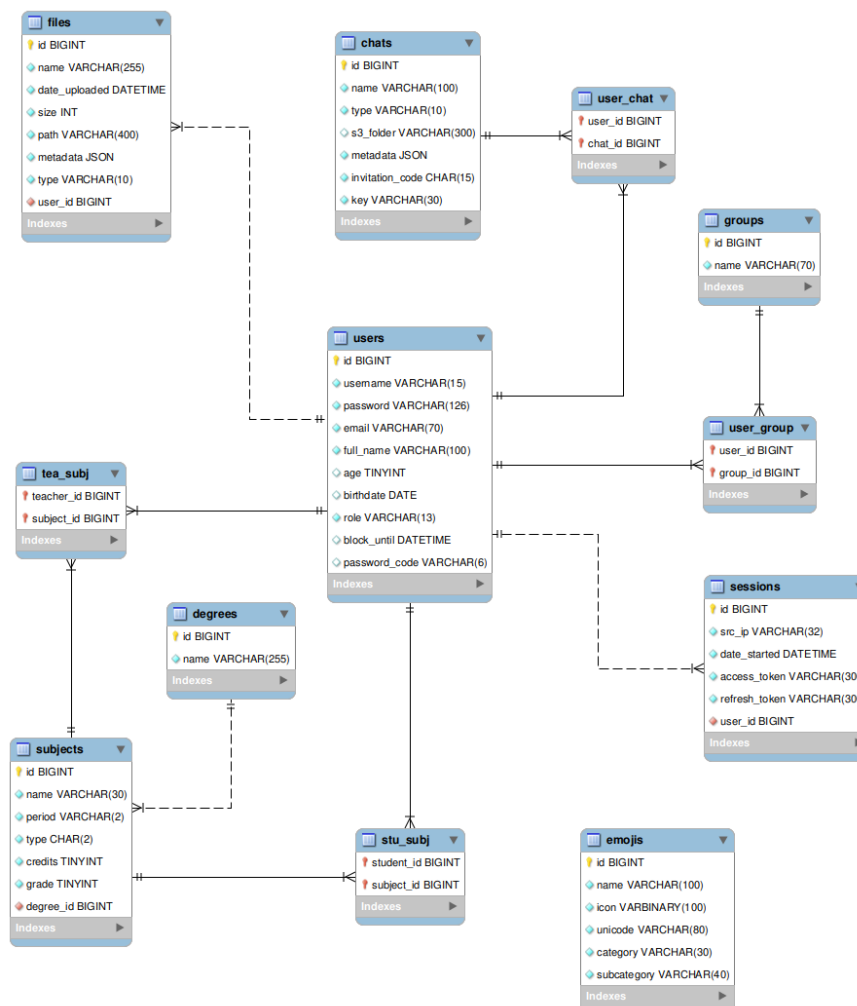 files
id BIGINT
name VARCHAR(255)
date_uploaded DATETIME
size INT
path VARCHAR(400)
metadata JSON
type VARCHAR(10)
user_id BIGINT
Indexes
chats
id BIGINT
name VARCHAR(100)
type VARCHAR(10)
s3_folder VARCHAR(300)
metadata JSON
invitation_code CHAR(15)
key VARCHAR(30)
Indexes
user_chat
user_id BIGINT
chat_id BIGINT
Indexes
groups
id BIGINT
name VARCHAR(70)
Indexes
users
id BIGINT
username VARCHAR(15)
password VARCHAR(126)
email VARCHAR(70)
full_name VARCHAR(100)
age TINYINT
birthdate DATE
role VARCHAR(13)
block_until DATETIME
password_code VARCHAR(6)
Indexes
user_group
user_id BIGINT
group_id BIGINT
Indexes
tea_subj
teacher_id BIGINT
subject_id BIGINT
Indexes
degrees
id BIGINT
name VARCHAR(255)
Indexes
sessions
id BIGINT
src_ip VARCHAR(32)
date_started DATETIME
access_token VARCHAR(30
refresh_token VARCHAR(30
user_id BIGINT
Indexes
subjects
id BIGINT
name VARCHAR(30)
period VARCHAR(2)
type CHAR(2)
credits TINYINT
grade TINYINT
degree_id BIGINT
Indexes
stu_subj
student_id BIGINT
subject_id BIGINT
Indexes
emojis
id BIGINT
name VARCHAR(100)
icon VARBINARY(100)
unicode VARCHAR(80)
category VARCHAR(30)
subcategory VARCHAR(40)
Indexes